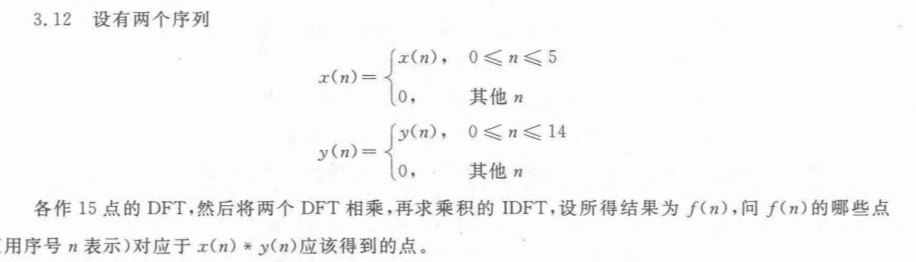 3.12 设有两个序列
x(n)={x(n), 0⩽n⩽5
0, 其他 n
y(n)={y(n), 0⩽n⩽14
0, 其他 n
各作 15 点的 DFT,然后将两个 DFT 相乘,再求乘积的 IDFT,设所得结果为 f(n),问 f(n)的哪些点
用序号 n 表示)对应于 x(n) * y(n)应该得到的点。